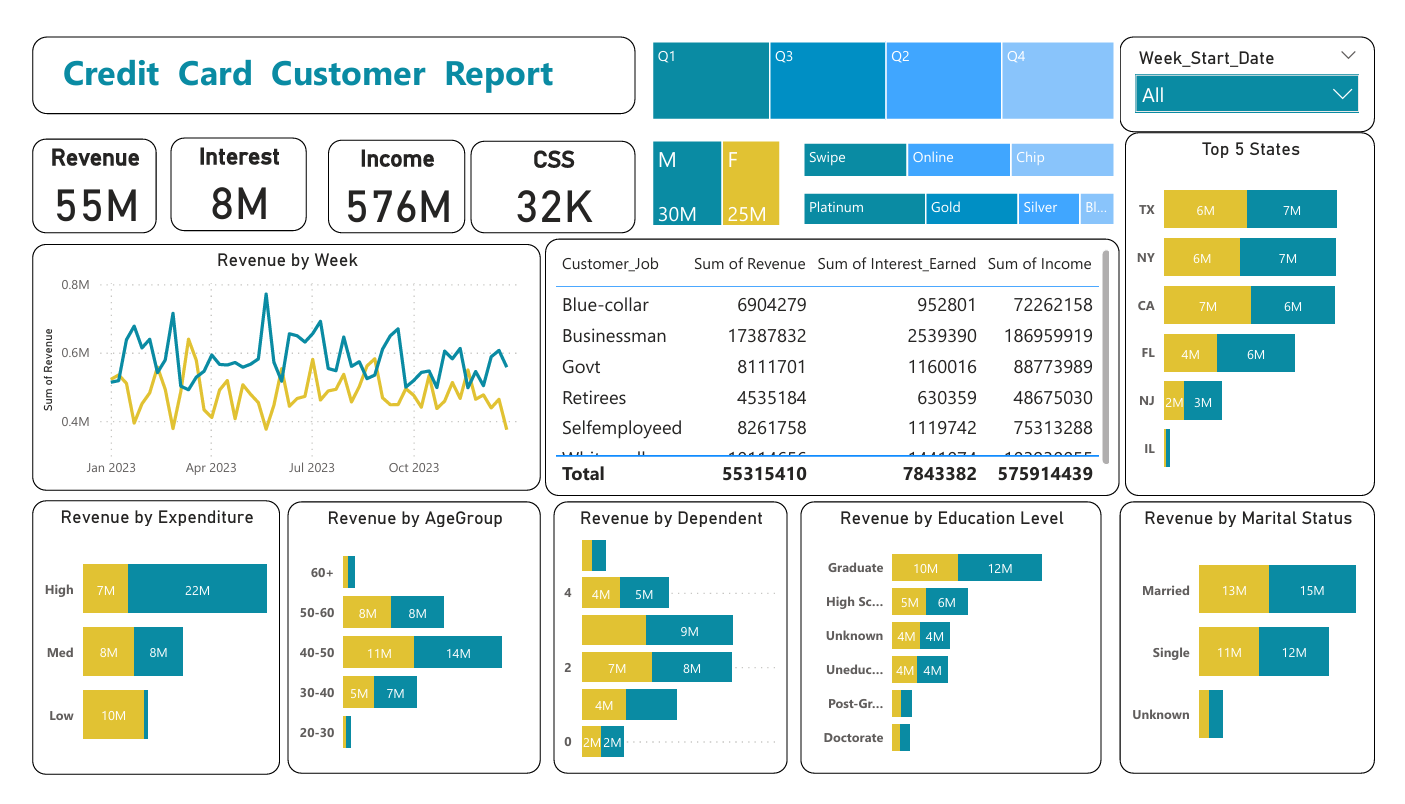 Credit Card Customer Report
Q1
Q3
Q2
Q4
Week_Start_Date
All
Revenue
55M
Interest
8M
Income
576M
CSS
32K
M
30M
F
25M
Swipe
Online
Chip
Platinum
Gold
Silver
Bl...
Top 5 States
TX 6M 7M
NY 6M 7M
CA 7M 6M
FL 4M 6M
NJ 2M 3M
IL
Revenue by Week
Sum of Revenue
0.8M
0.6M
0.4M
Jan 2023 Apr 2023 Jul 2023 Oct 2023
Customer_Job Sum of Revenue Sum of Interest_Earned Sum of Income
Blue-collar 6904279 952801 72262158
Businessman 17387832 2539390 186959919
Govt 8111701 1160016 88773989
Retirees 4535184 630359 48675030
Selfemployeed 8261758 1119742 75313288
Total 55315410 7843382 575914439
Revenue by Expenditure
High 7M 22M
Med 8M 8M
Low 10M
Revenue by AgeGroup
60+
50-60 8M 8M
40-50 11M 14M
30-40 5M 7M
20-30
Revenue by Dependent
4 4M 5M
9M
2 7M 8M
4M
0 2M 2M
Revenue by Education Level
Graduate 10M 12M
High Sc... 5M 6M
Unknown 4M 4M
Uneduc... 4M 4M
Post-Gr...
Doctorate
Revenue by Marital Status
Married 13M 15M
Single 11M 12M
Unknown